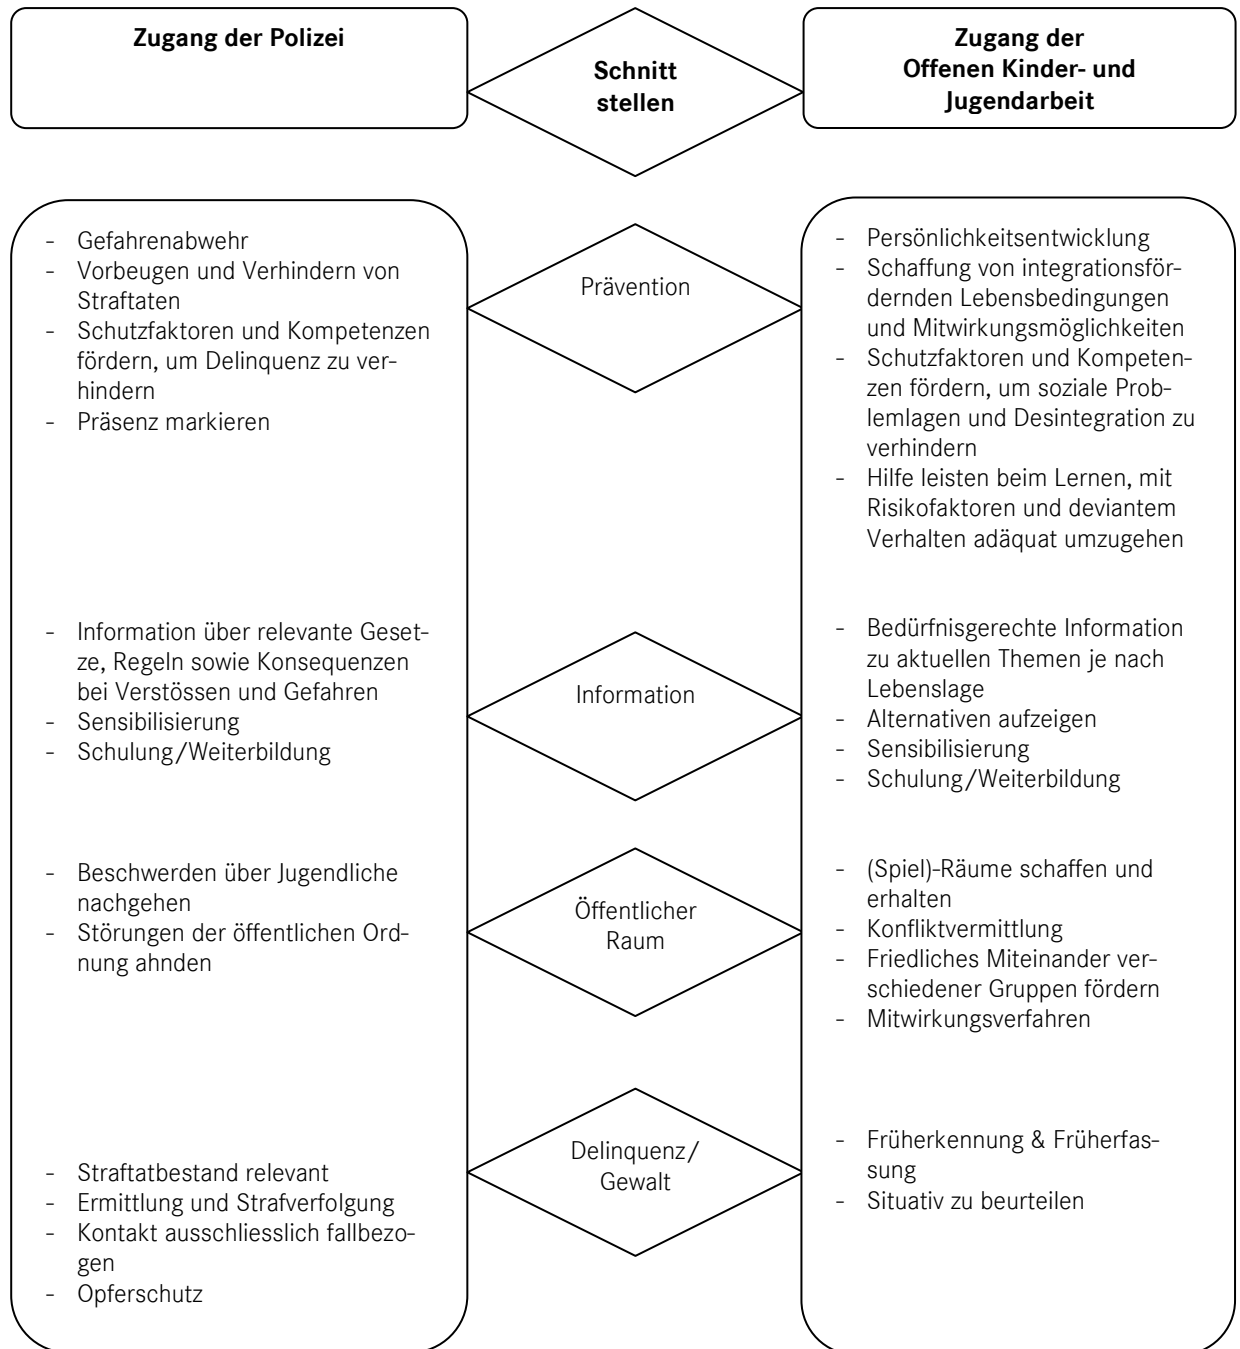 Zugang der Polizei
Schnitt
stellen
Zugang der
Offenen Kinder- und
Jugendarbeit
- Gefahrenabwehr
- Vorbeugen und Verhindern von
Straftaten
- Schutzfaktoren und Kompetenzen
fördern, um Delinquenz zu ver-
hindern
- Präsenz markieren
Prävention
- Persönlichkeitsentwicklung
- Schaffung von integrationsför-
dernden Lebensbedingungen
und Mitwirkungsmöglichkeiten
- Schutzfaktoren und Kompeten-
zen fördern, um soziale Prob-
lemlagen und Desintegration zu
verhindern
- Hilfe leisten beim Lernen, mit
Risikofaktoren und deviantem
Verhalten adäquat umzugehen
- Information über relevante Geset-
ze, Regeln sowie Konsequenzen
bei Verstössen und Gefahren
- Sensibilisierung
- Schulung/Weiterbildung
Information
- Bedürfnisgerechte Information
zu aktuellen Themen je nach
Lebenslage
- Alternativen aufzeigen
- Sensibilisierung
- Schulung/Weiterbildung
- Beschwerden über Jugendliche
nachgehen
- Störungen der öffentlichen Ord-
nung ahnden
Öffentlicher
Raum
- (Spiel)-Räume schaffen und
erhalten
- Konfliktvermittlung
- Friedliches Miteinander ver-
schiedener Gruppen fördern
- Mitwirkungsverfahren
- Straftatbestand relevant
- Ermittlung und Strafverfolgung
- Kontakt ausschliesslich fallbezo-
gen
- Opferschutz
Delinquenz/
Gewalt
- Früherkennung & Früherfas-
sung
- Situativ zu beurteilen